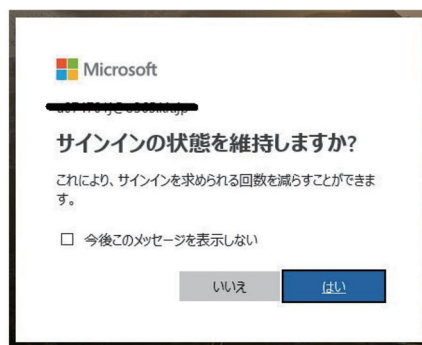 Microsoft
サインインの状態を維持しますか?
これにより、サインインを求められる回数を減らすことができま
す。
今後このメッセージを表示しない
いいえ はい